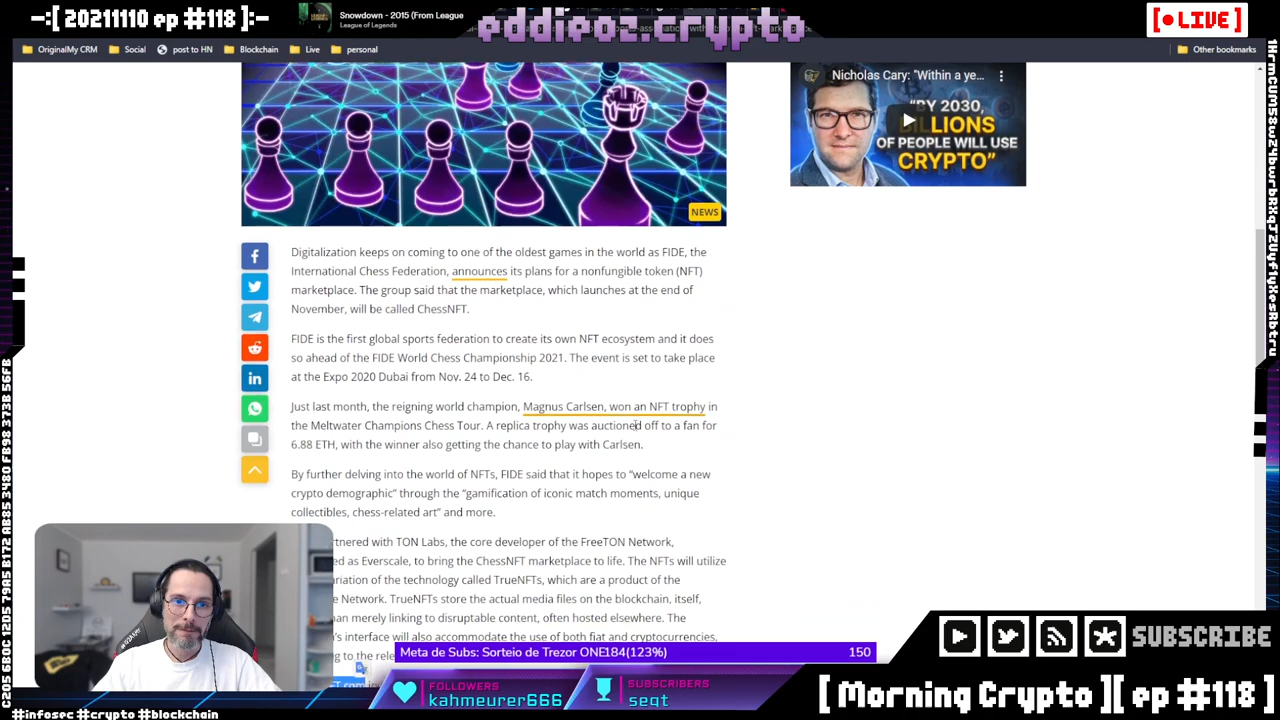 -:[ 20211110 ep #118 ]:-
Snowdown - 2015 (From League
League of Legends
eddieoz.crypto
[●LIVE]
OriginalMy CRM
Social
post to HN
Blockchain
Live
personal
Other bookmarks
Nicholas Cary: "Within a ye...
"BY 2030,
BILLIONS
OF PEOPLE WILL USE
CRYPTO"
NEWS
Digitalization keeps on coming to one of the oldest games in the world as FIDE, the
International Chess Federation, announces its plans for a nonfungible token (NFT)
marketplace. The group said that the marketplace, which launches at the end of
November, will be called ChessNFT.
FIDE is the first global sports federation to create its own NFT ecosystem and it does
so ahead of the FIDE World Chess Championship 2021. The event is set to take place
at the Expo 2020 Dubai from Nov. 24 to Dec. 16.
Just last month, the reigning world champion, Magnus Carlsen, won an NFT trophy in
the Meltwater Champions Chess Tour. A replica trophy was auctioned off to a fan for
6.88 ETH, with the winner also getting the chance to play with Carlsen.
By further delving into the world of NFTs, FIDE said that it hopes to “welcome a new
crypto demographic” through the “gamification of iconic match moments, unique
collectibles, chess-related art” and more.
rtnered with TON Labs, the core developer of the FreeTON Network,
ed as Everscale, to bring the ChessNFT marketplace to life. The NFTs will utilize
ariation of the technology called TrueNFTs, which are a product of the
e Network. TrueNFTs store the actual media files on the blockchain, itself,
han merely linking to disruptable content, often hosted elsewhere. The
's interface will also accommodate the use of both fiat and cryptocurrencies,
ng to the rele
Meta de Subs: Sorteio de Trezor ONE184(123%)
150
FOLLOWERS
kahmeurer666
SUBSCRIBERS
seqt
SUBSCRIBE
[ Morning Crypto ][ ep #118 ]
#infosec #crypto #blockchain